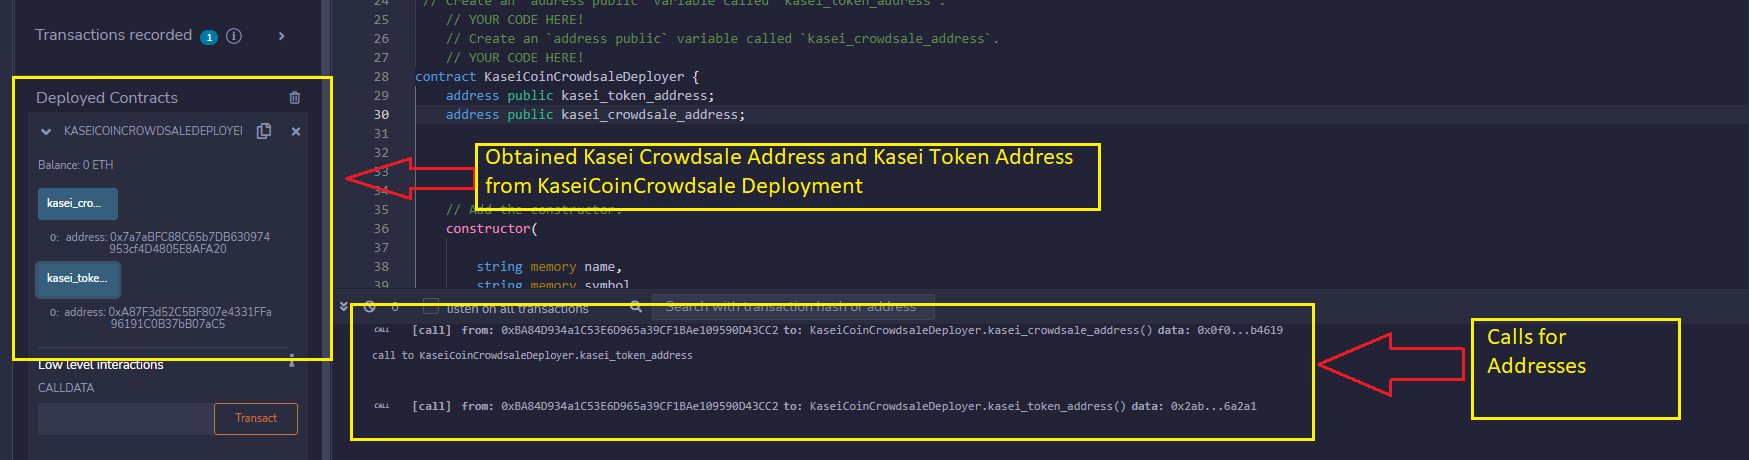 Transactions recorded 1
Deployed Contracts
KASEICOINCROWDSALEDEPLOYEI
Balance: 0 ETH
kasei_cro...
0: address: 0x7a7aBFC88C65b7DB630974
953cf4D4805E8AFA20
kasei_toke...
0: address: 0xA87F3d52C5BF807e4331FFa
96191C0B37bB07aC5
Low level interactions
CALLDATA
Transact
24 // Create an `address public` variable called `kasei_token_address`.
25 // YOUR CODE HERE!
26 // Create an `address public` variable called `kasei_crowdsale_address`.
27 // YOUR CODE HERE!
28 contract KaseiCoinCrowdsaleDeployer {
29 address public kasei_token_address;
30 address public kasei_crowdsale_address;
31
32
33
34
35 // Add the constructor.
36 constructor(
37
38 string memory name,
39 string memory symbol
Obtained Kasei Crowdsale Address and Kasei Token Address
from KaseiCoinCrowdsale Deployment
0 listen on all transactions Search with transaction hash or address
CALL [call] from: 0xBA84D934a1C53E6D965a39CF1BAe109590D43CC2 to: KaseiCoinCrowdsaleDeployer.kasei_crowdsale_address() data: 0x0f0...b4619
call to KaseiCoinCrowdsaleDeployer.kasei_token_address
CALL [call] from: 0xBA84D934a1C53E6D965a39CF1BAe109590D43CC2 to: KaseiCoinCrowdsaleDeployer.kasei_token_address() data: 0x2ab...6a2a1
Calls for
Addresses